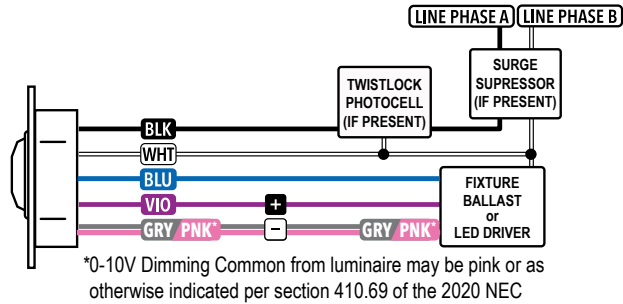 LINE PHASE A LINE PHASE B
SURGE
SUPRESSOR
(IF PRESENT)
TWISTLOCK
PHOTOCELL
(IF PRESENT)
BLK
WHT
BLU
VIO +
GRY/PNK* − GRY/PNK*
FIXTURE
BALLAST
or
LED DRIVER
*0-10V Dimming Common from luminaire may be pink or as
otherwise indicated per section 410.69 of the 2020 NEC